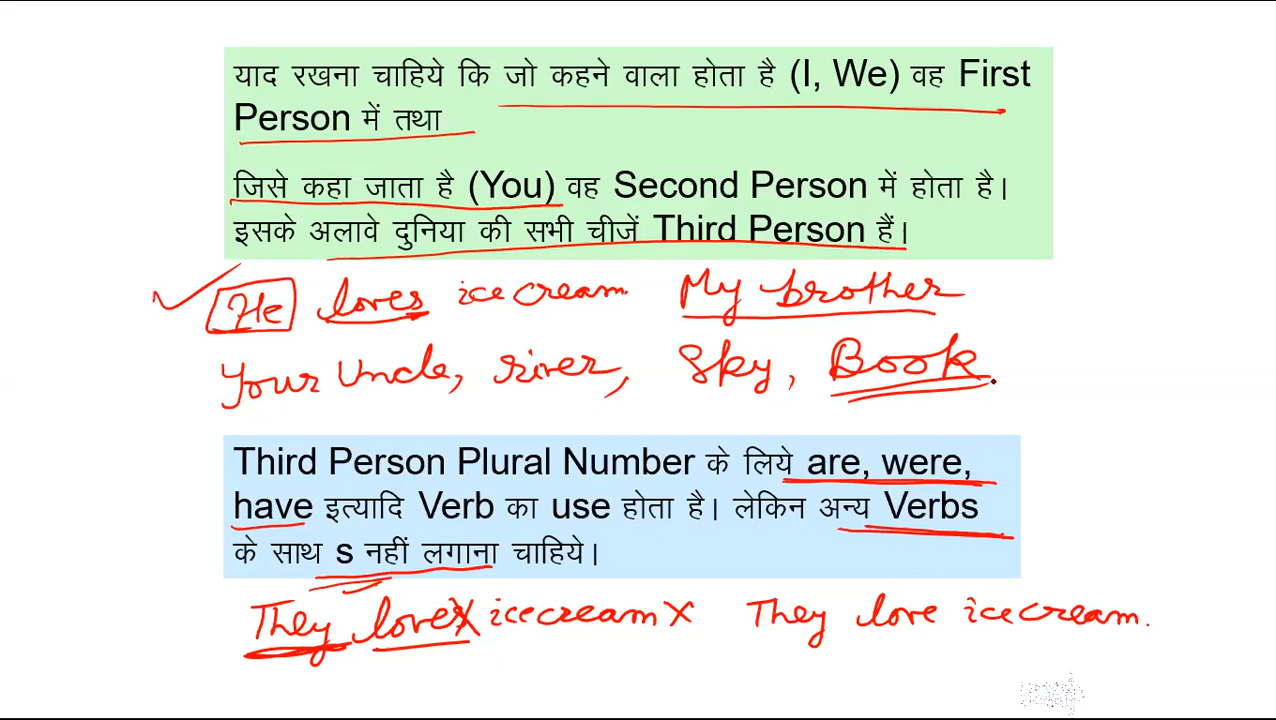 याद रखना चाहिये कि जो कहने वाला होता है (I, We) वह First
Person में तथा
जिसे कहा जाता है (You) वह Second Person में होता है।
इसके अलावे दुनिया की सभी चीजें Third Person हैं।
He loves icecream. My brother
Your Uncle, river, Sky, Book
Third Person Plural Number के लिये are, were,
have इत्यादि Verb का use होता है। लेकिन अन्य Verbs
के साथ s नहीं लगाना चाहिये।
They loves icecream X They love icecream.